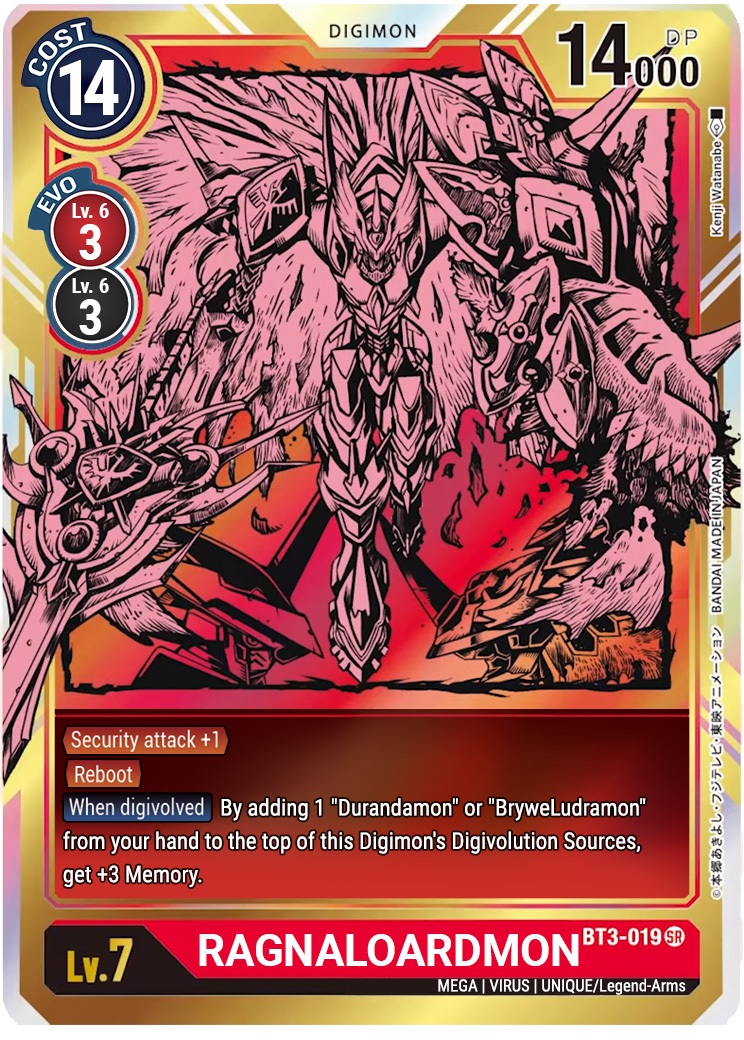 DIGIMON
COST
14
14000
DP
EVO
Lv. 6
3
Lv. 6
3
Kenji Watanabe
BANDAI MADE IN JAPAN
©本郷あきよし・フジテレビ・東映アニメーション
Security attack +1
Reboot
When digivolved By adding 1 "Durandamon" or "BryweLudramon"
from your hand to the top of this Digimon's Digivolution Sources,
get +3 Memory.
Lv.7
RAGNALOARDMON
BT3-019 SR
MEGA | VIRUS | UNIQUE/Legend-Arms